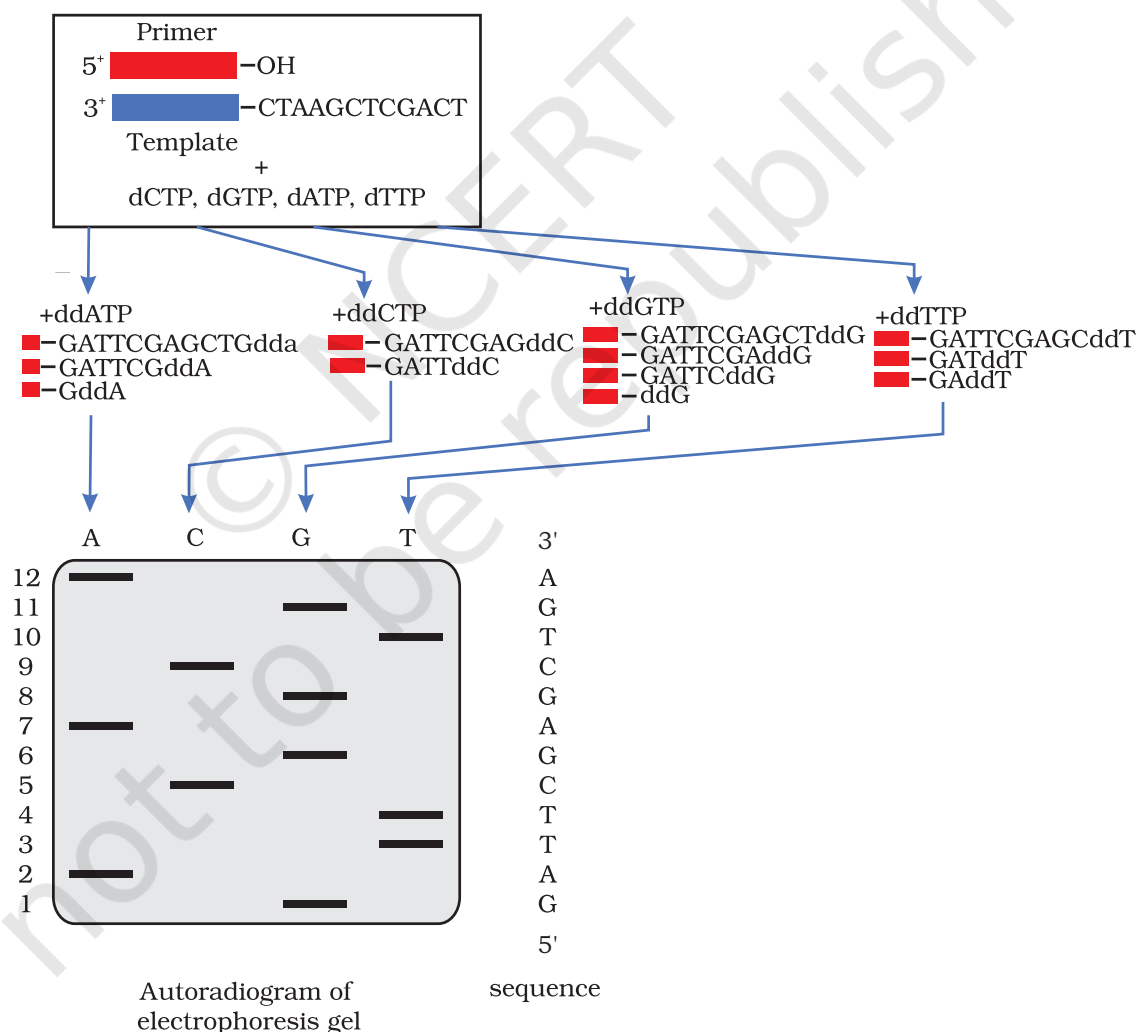 Primer
5+ –OH
3+ –CTAAGCTCGACT
Template
+
dCTP, dGTP, dATP, dTTP
+ddATP
–GATTCGAGCTGdda
–GATTCGddA
–GddA
+ddCTP
–GATTCGAGddC
–GATTddC
+ddGTP
–GATTCGAGCTddG
–GATTCGAddG
–GATTCddG
–ddG
+ddTTP
–GATTCGAGCddT
–GATddT
–GAddT
A C G T 3'
12 A
11 G
10 T
9 C
8 G
7 A
6 G
5 C
4 T
3 T
2 A
1 G
5'
Autoradiogram of
electrophoresis gel
sequence
© NCERT
not to be republish